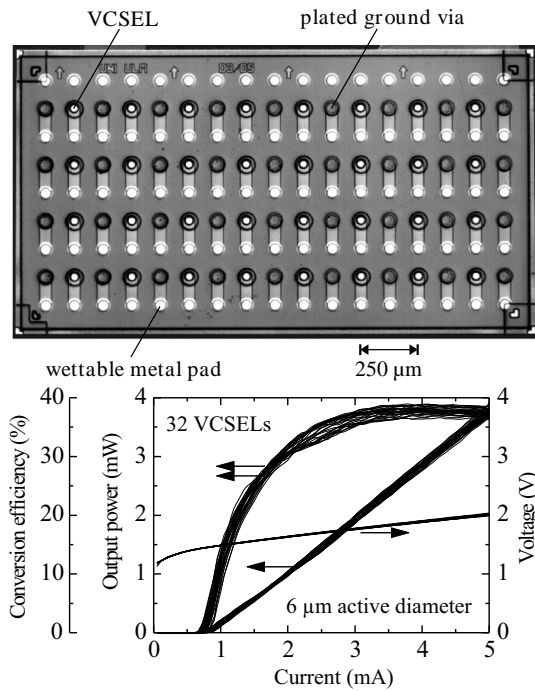 VCSEL
plated ground via
UNI ULM 03/05
wettable metal pad
250 µm
40 4 4
32 VCSELs
30 3 3
20 2 2
10 1 1
6 µm active diameter
0 0 0
0 1 2 3 4 5
Current (mA)
Conversion efficiency (%)
Output power (mW)
Voltage (V)